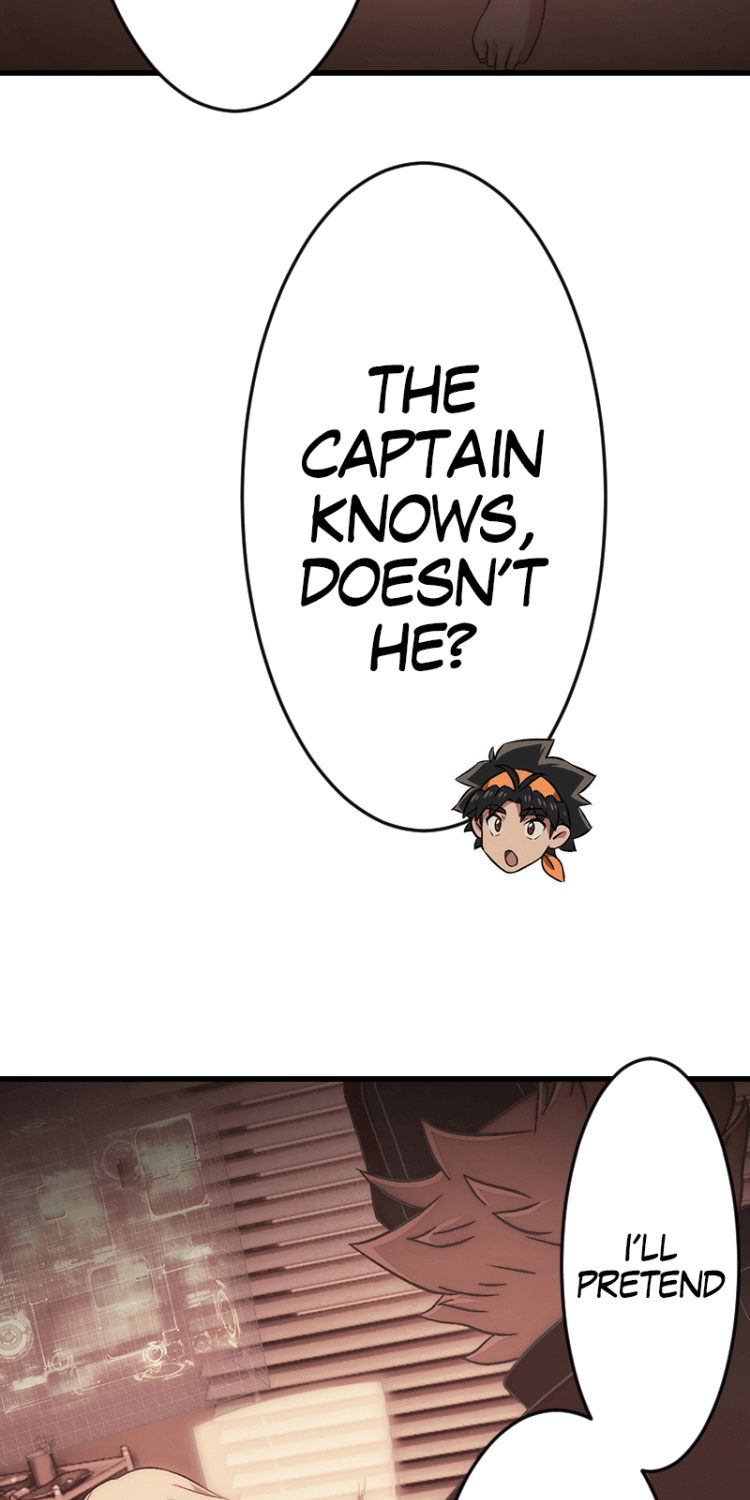 THE
CAPTAIN
KNOWS,
DOESN'T
HE?
I'LL
PRETEND